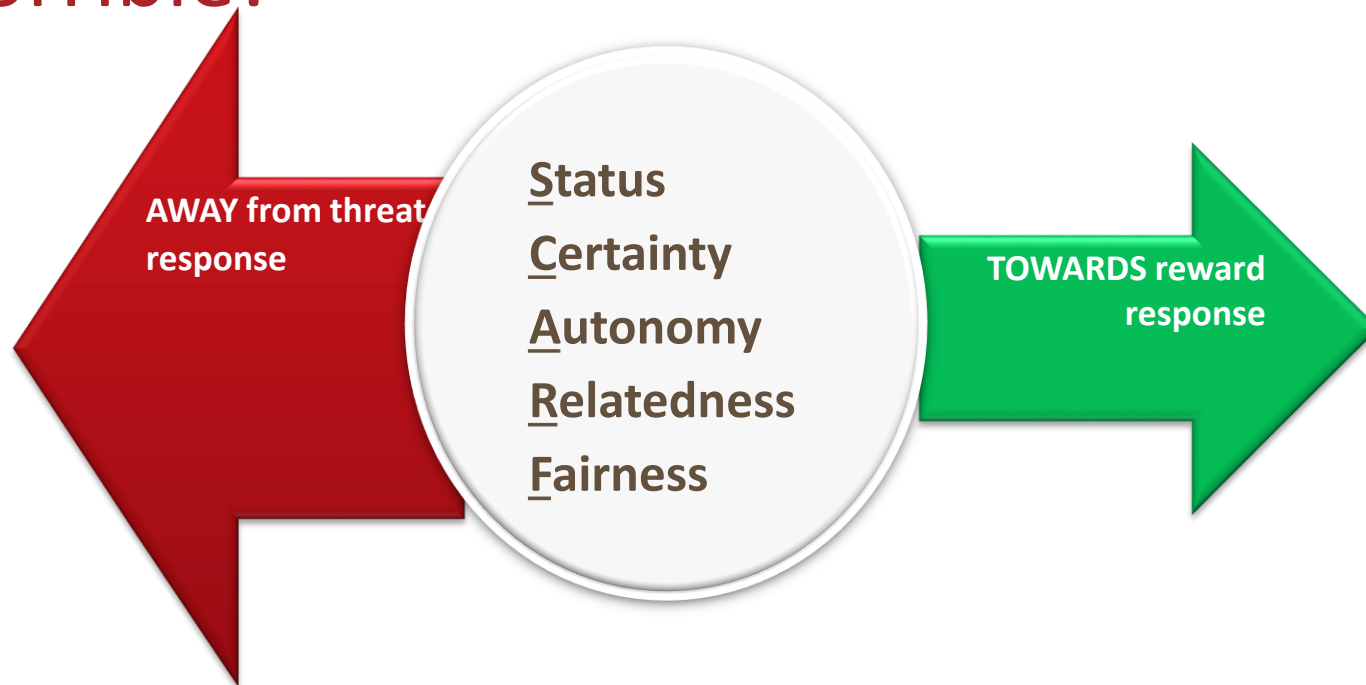 AWAY from threat
response
Status
Certainty
Autonomy
Relatedness
Fairness
TOWARDS reward
response